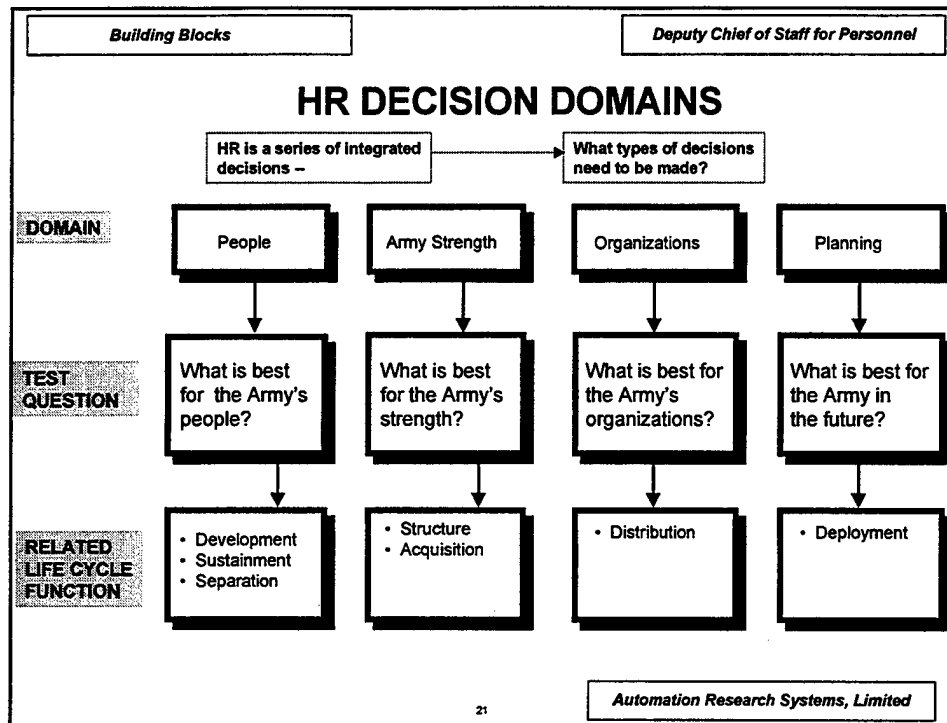 Building Blocks
Deputy Chief of Staff for Personnel
HR DECISION DOMAINS
HR is a series of integrated
decisions –
What types of decisions
need to be made?
DOMAIN
People
Army Strength
Organizations
Planning
TEST
QUESTION
What is best
for the Army's
people?
What is best
for the Army's
strength?
What is best for
the Army's
organizations?
What is best for
the Army in
the future?
RELATED
LIFE CYCLE
FUNCTION
• Development
• Sustainment
• Separation
• Structure
• Acquisition
• Distribution
• Deployment
21
Automation Research Systems, Limited